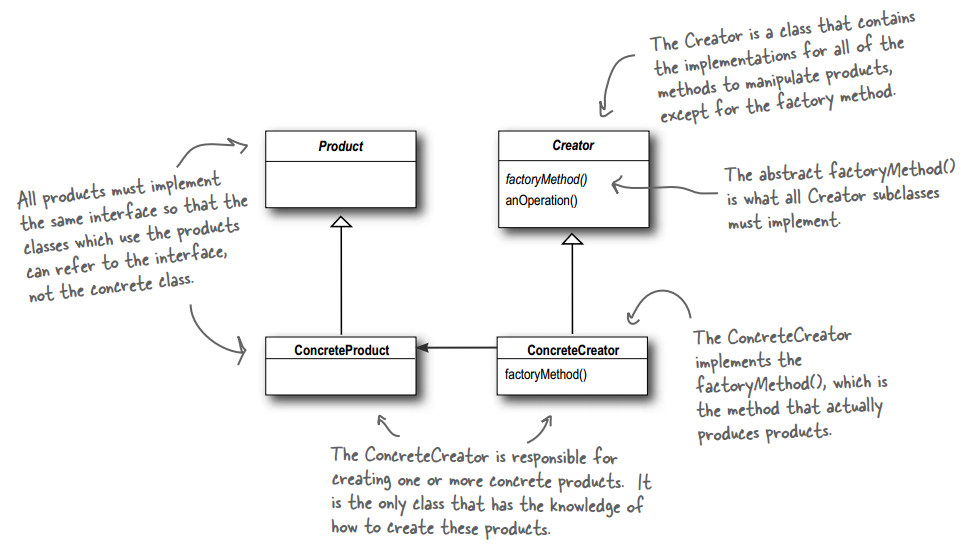 The Creator is a class that contains
the implementations for all of the
methods to manipulate products,
except for the factory method.
Product
Creator
factoryMethod()
anOperation()
The abstract factoryMethod()
is what all Creator subclasses
must implement.
All products must implement
the same interface so that the
classes which use the products
can refer to the interface,
not the concrete class.
ConcreteProduct
ConcreteCreator
factoryMethod()
The ConcreteCreator
implements the
factoryMethod(), which is
the method that actually
produces products.
The ConcreteCreator is responsible for
creating one or more concrete products. It
is the only class that has the knowledge of
how to create these products.